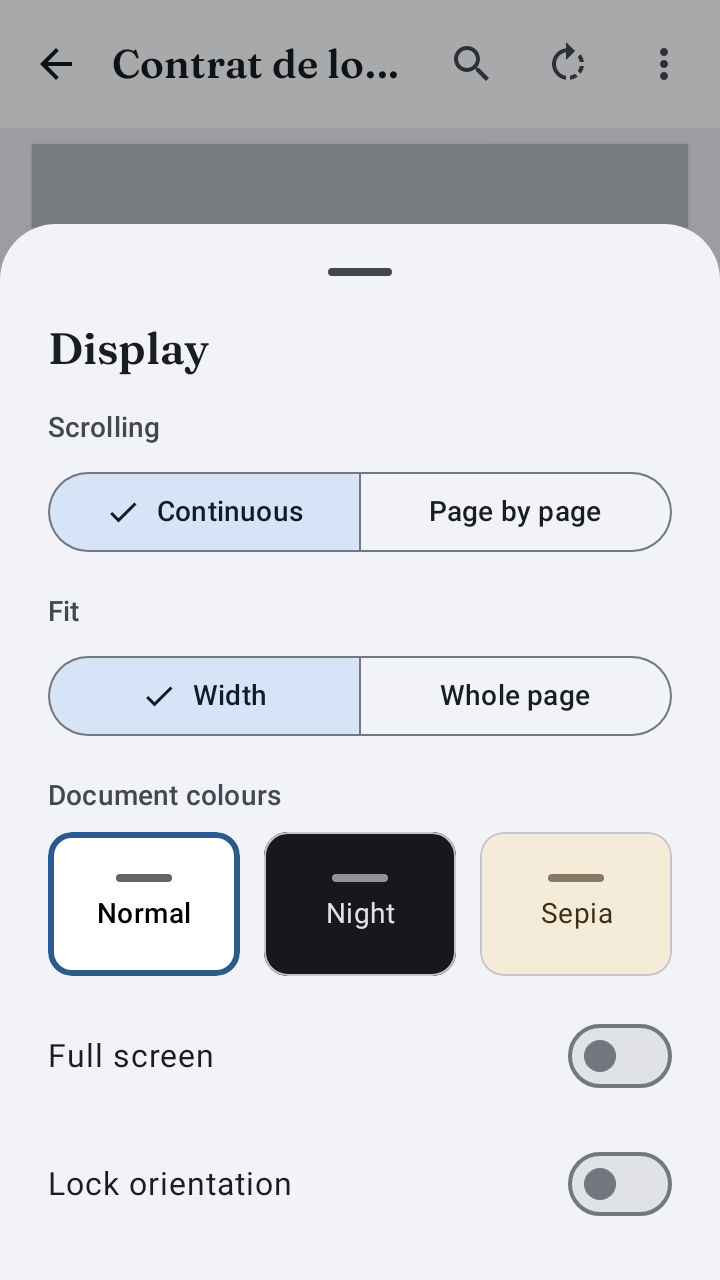 Contrat de lo...
Display
Scrolling
Continuous
Page by page
Fit
Width
Whole page
Document colours
Normal
Night
Sepia
Full screen
Lock orientation